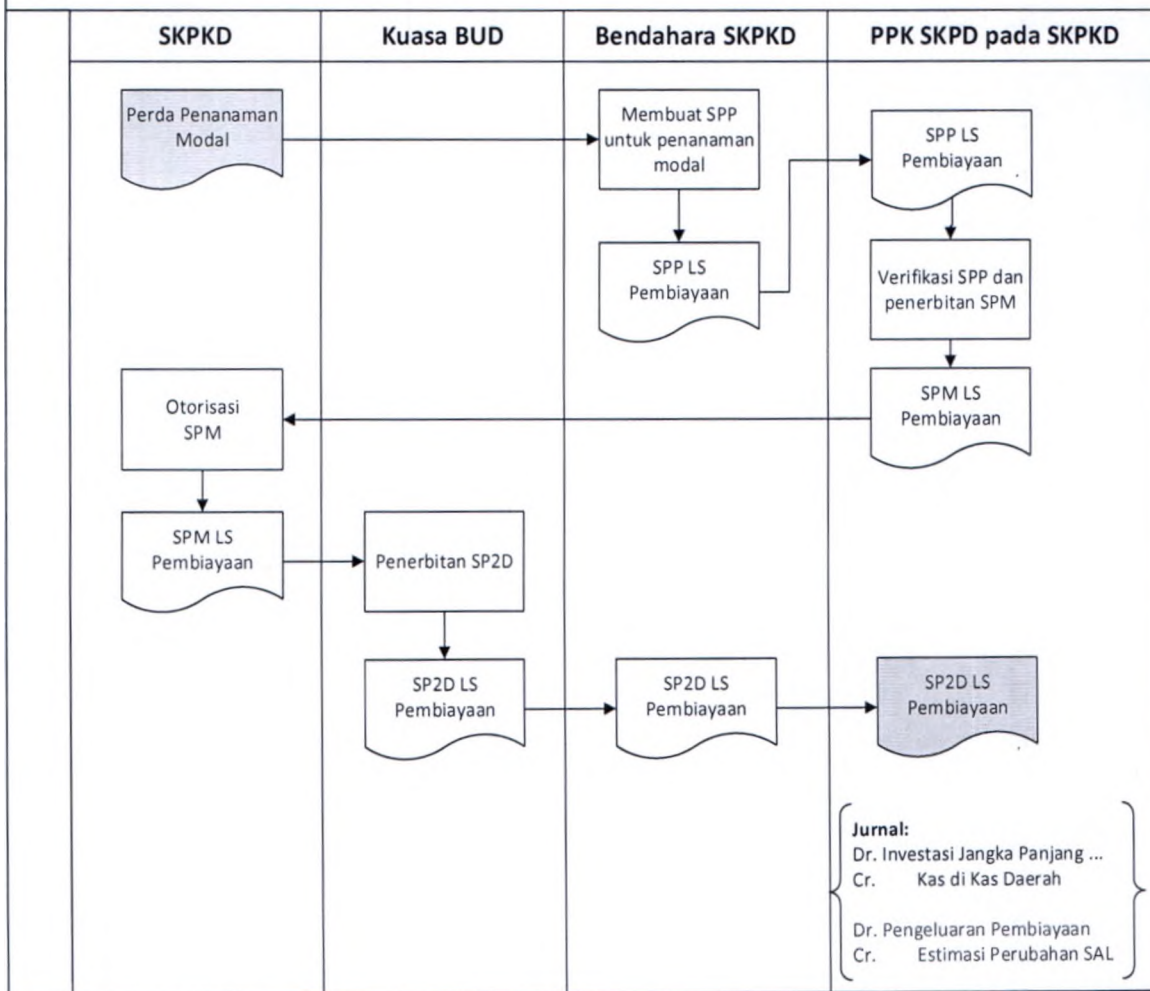 SKPKD
Kuasa BUD
Bendahara SKPKD
PPK SKPD pada SKPKD
Perda Penanaman
Modal
Membuat SPP
untuk penanaman
modal
SPP LS
Pembiayaan
SPP LS
Pembiayaan
Verifikasi SPP dan
penerbitan SPM
SPM LS
Pembiayaan
Otorisasi
SPM
SPM LS
Pembiayaan
Penerbitan SP2D
SP2D LS
Pembiayaan
SP2D LS
Pembiayaan
SP2D LS
Pembiayaan
Jurnal:
Dr. Investasi Jangka Panjang ...
Cr. Kas di Kas Daerah
Dr. Pengeluaran Pembiayaan
Cr. Estimasi Perubahan SAL